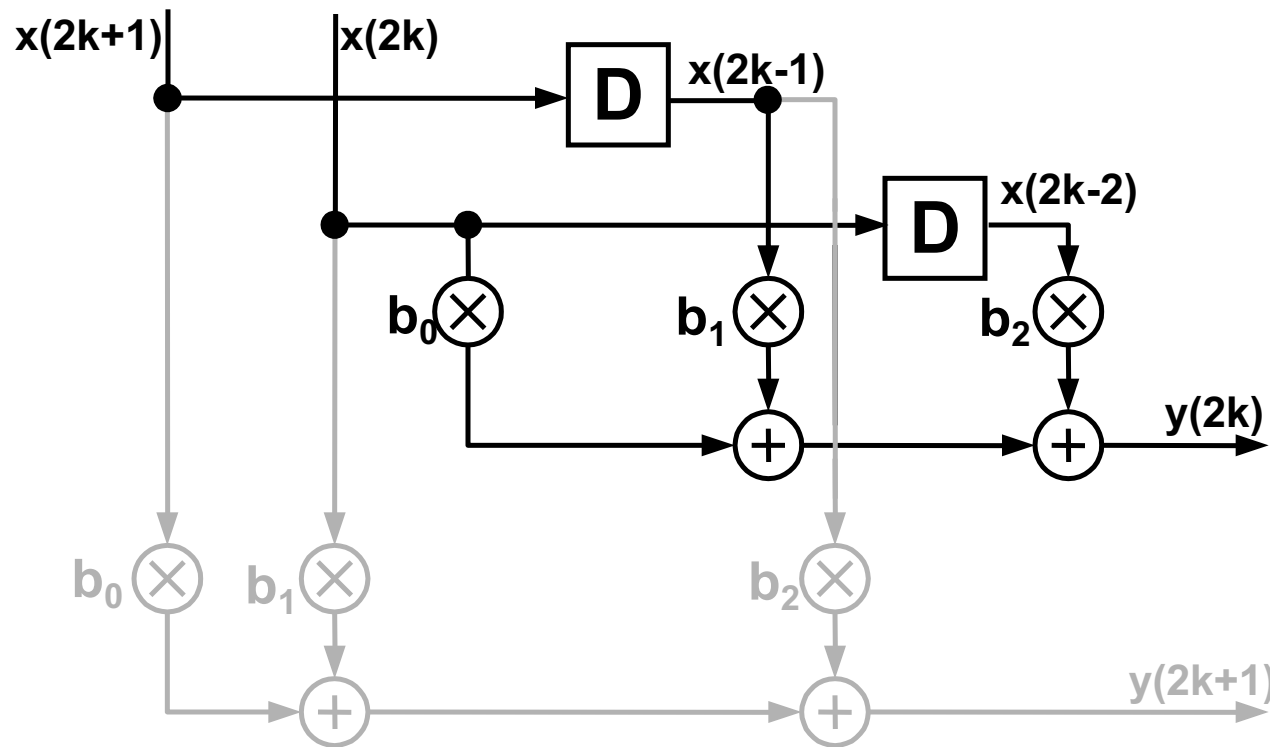 x(2k+1)
x(2k)
D
x(2k-1)
D
x(2k-2)
b₀
b₁
b₂
y(2k)
b₀
b₁
b₂
y(2k+1)